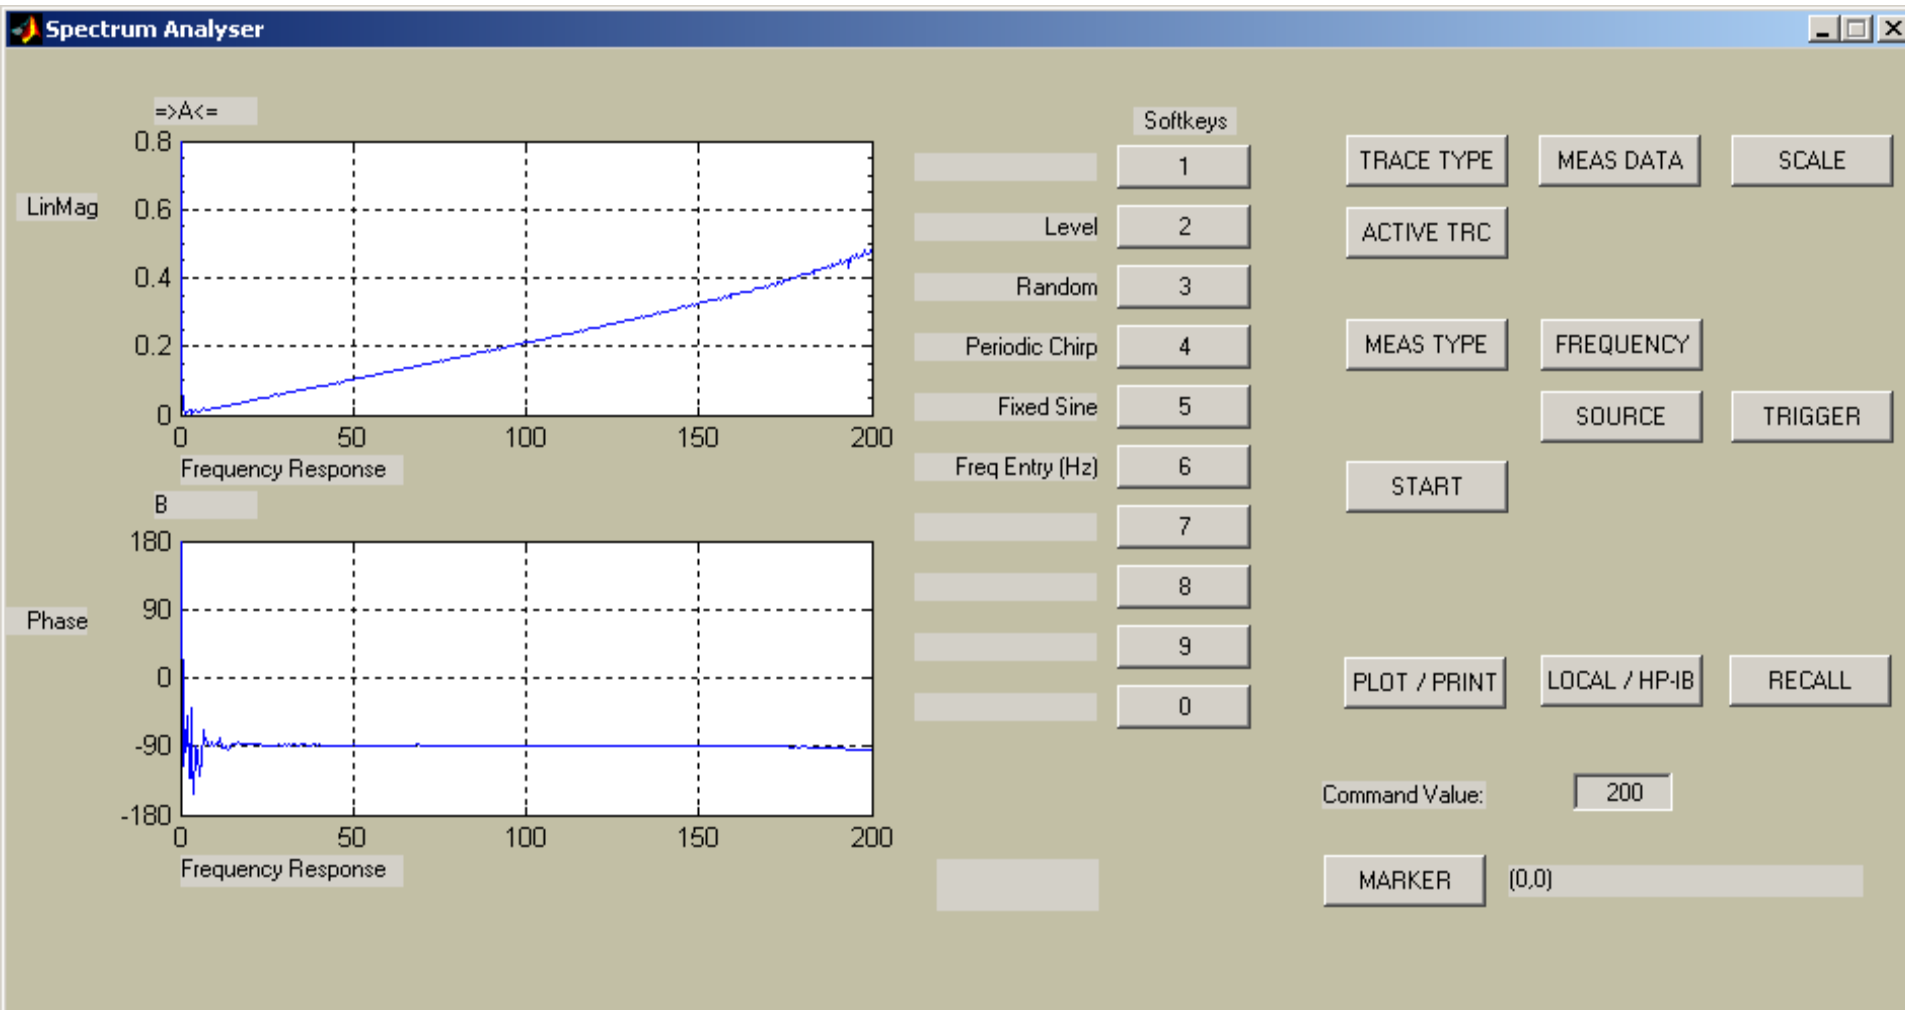 Spectrum Analyser
=>A<=
LinMag
0.8
0.6
0.4
0.2
0
0 50 100 150 200
Frequency Response
B
Phase
180
90
0
-90
-180
0 50 100 150 200
Frequency Response
Softkeys
1
Level 2
Random 3
Periodic Chirp 4
Fixed Sine 5
Freq Entry (Hz) 6
7
8
9
0
TRACE TYPE MEAS DATA SCALE
ACTIVE TRC
MEAS TYPE FREQUENCY
SOURCE TRIGGER
START
PLOT / PRINT LOCAL / HP-IB RECALL
Command Value: 200
MARKER (0,0)